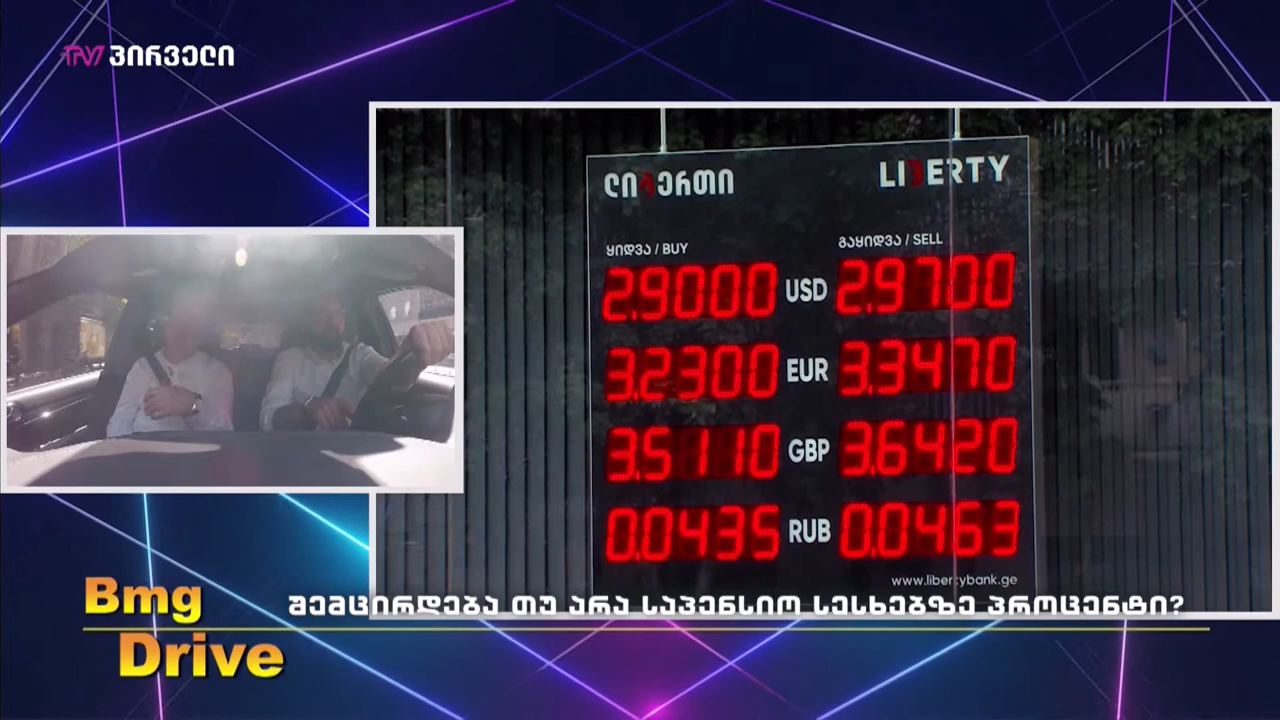 TV პირველი
ლიბერთი LIBERTY
ყიდვა / BUY გაყიდვა / SELL
2.9000 USD 2.9700
3.2300 EUR 3.3470
3.5110 GBP 3.6420
0.0435 RUB 0.0463
www.libertybank.ge
Bmg
Drive
შემცირდება თუ არა საპენსიო სესხებზე პროცენტი?